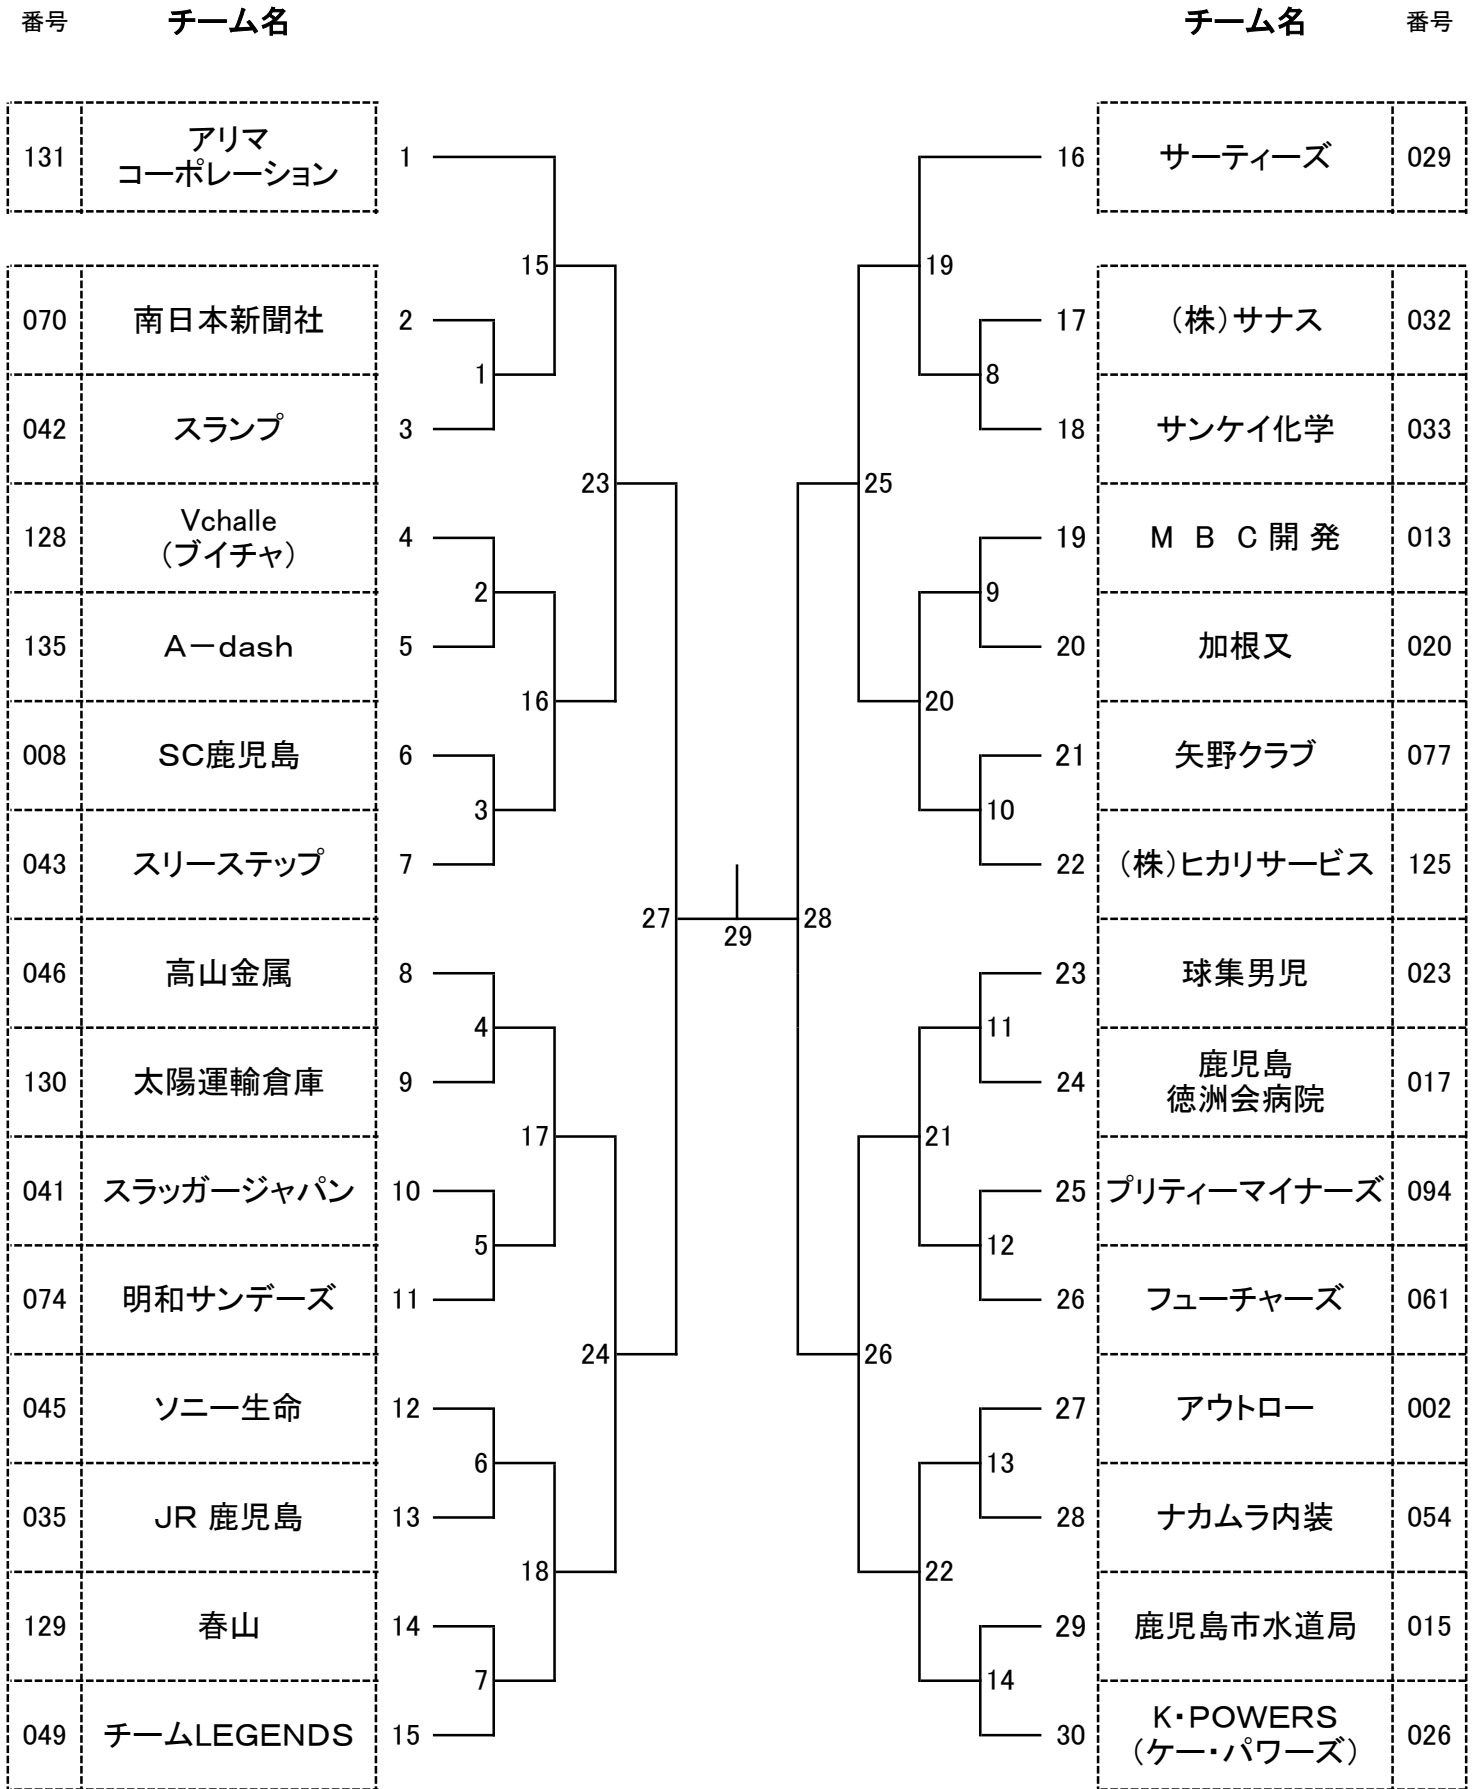 番号 チーム名 チーム名 番号
131 アリマ
コーポレーション 1 16 サーティーズ 029
15 19
070 南日本新聞社 2 17 （株）サナス 032
1 8
042 スランプ 3 18 サンケイ化学 033
23 25
128 Vchalle
（ブイチャ） 4 19 Ｍ Ｂ Ｃ 開 発 013
2 9
135 Ａ－ｄａｓｈ 5 20 加根又 020
16 20
008 SC鹿児島 6 21 矢野クラブ 077
3 10
043 スリーステップ 7 22 （株）ヒカリサービス 125
27 29 28
046 高山金属 8 23 球集男児 023
4 11
130 太陽運輸倉庫 9 24 鹿児島
徳洲会病院 017
17 21
041 スラッガージャパン 10 25 プリティーマイナーズ 094
5 12
074 明和サンデーズ 11 26 フューチャーズ 061
24 26
045 ソニー生命 12 27 アウトロー 002
6 13
035 JR 鹿児島 13 28 ナカムラ内装 054
18 22
129 春山 14 29 鹿児島市水道局 015
7 14
049 チームLEGENDS 15 30 K・POWERS
（ケー・パワーズ） 026